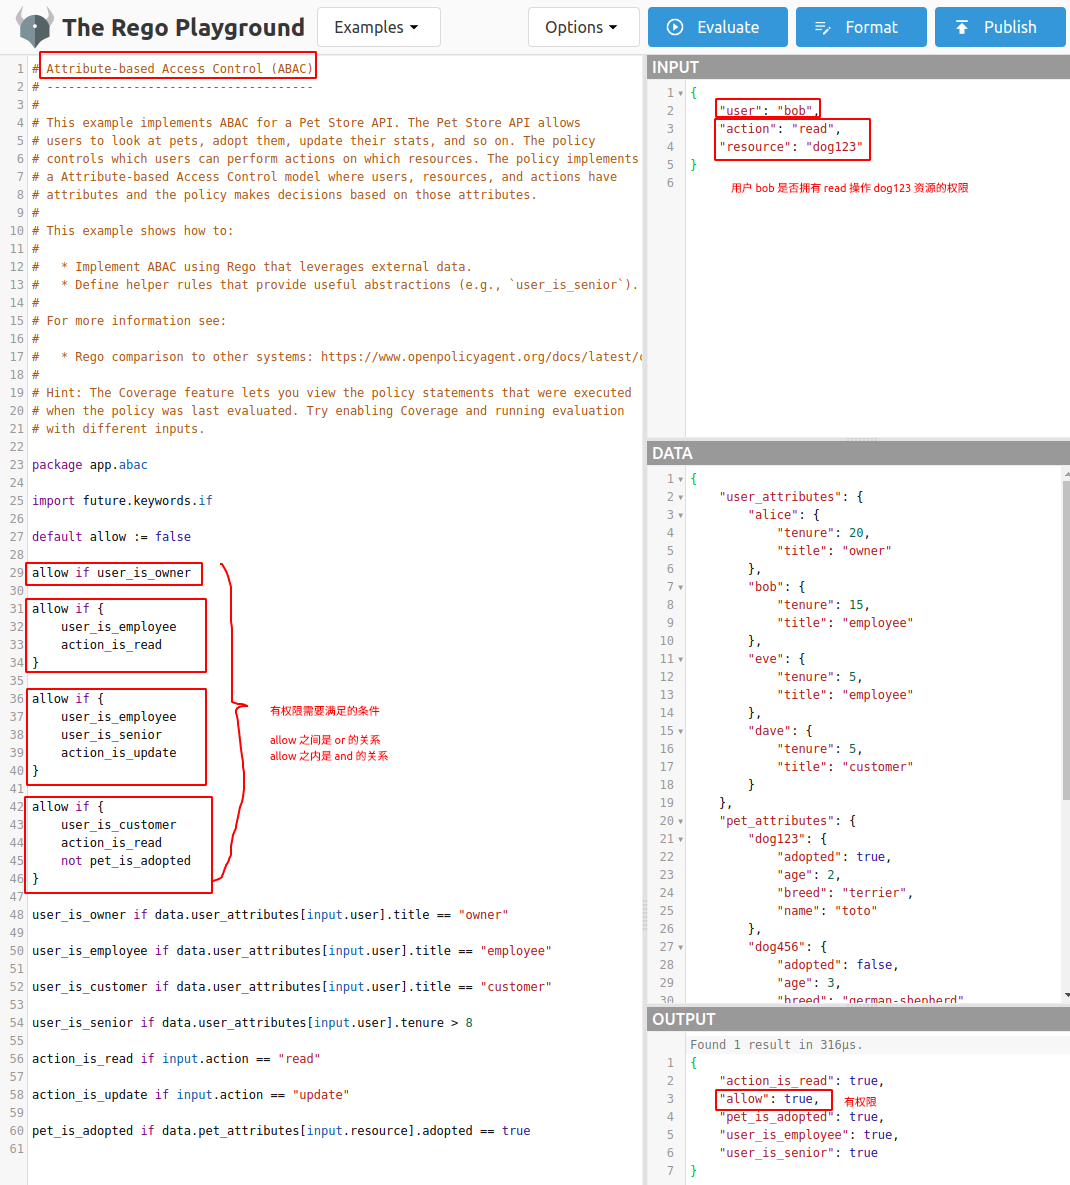 The Rego Playground
Examples
Options
Evaluate
Format
Publish
1 # Attribute-based Access Control (ABAC)
2 # -------------------------------------
3 #
4 # This example implements ABAC for a Pet Store API. The Pet Store API allows
5 # users to look at pets, adopt them, update their stats, and so on. The policy
6 # controls which users can perform actions on which resources. The policy implements
7 # a Attribute-based Access Control model where users, resources, and actions have
8 # attributes and the policy makes decisions based on those attributes.
9 #
10 # This example shows how to:
11 #
12 #   * Implement ABAC using Rego that leverages external data.
13 #   * Define helper rules that provide useful abstractions (e.g., `user_is_senior`).
14 #
15 # For more information see:
16 #
17 #   * Rego comparison to other systems: https://www.openpolicyagent.org/docs/latest/
18 #
19 # Hint: The Coverage feature lets you view the policy statements that were executed
20 # when the policy was last evaluated. Try enabling Coverage and running evaluation
21 # with different inputs.
22
23 package app.abac
24
25 import future.keywords.if
26
27 default allow := false
28
29 allow if user_is_owner
30
31 allow if {
32     user_is_employee
33     action_is_read
34 }
35
36 allow if {
37     user_is_employee
38     user_is_senior
39     action_is_update
40 }
41
42 allow if {
43     user_is_customer
44     action_is_read
45     not pet_is_adopted
46 }
47
48 user_is_owner if data.user_attributes[input.user].title == "owner"
49
50 user_is_employee if data.user_attributes[input.user].title == "employee"
51
52 user_is_customer if data.user_attributes[input.user].title == "customer"
53
54 user_is_senior if data.user_attributes[input.user].tenure > 8
55
56 action_is_read if input.action == "read"
57
58 action_is_update if input.action == "update"
59
60 pet_is_adopted if data.pet_attributes[input.resource].adopted == true
61
有权限需要满足的条件
allow 之间是 or 的关系
allow 之内是 and 的关系
INPUT
1 {
2     "user": "bob",
3     "action": "read",
4     "resource": "dog123"
5 }
6
用户 bob 是否拥有 read 操作 dog123 资源的权限
DATA
1 {
2     "user_attributes": {
3         "alice": {
4             "tenure": 20,
5             "title": "owner"
6         },
7         "bob": {
8             "tenure": 15,
9             "title": "employee"
10         },
11         "eve": {
12             "tenure": 5,
13             "title": "employee"
14         },
15         "dave": {
16             "tenure": 5,
17             "title": "customer"
18         }
19     },
20     "pet_attributes": {
21         "dog123": {
22             "adopted": true,
23             "age": 2,
24             "breed": "terrier",
25             "name": "toto"
26         },
27         "dog456": {
28             "adopted": false,
29             "age": 3,
30             "breed": "german-shepherd"
OUTPUT
Found 1 result in 316µs.
1 {
2     "action_is_read": true,
3     "allow": true, 有权限
4     "pet_is_adopted": true,
5     "user_is_employee": true,
6     "user_is_senior": true
7 }